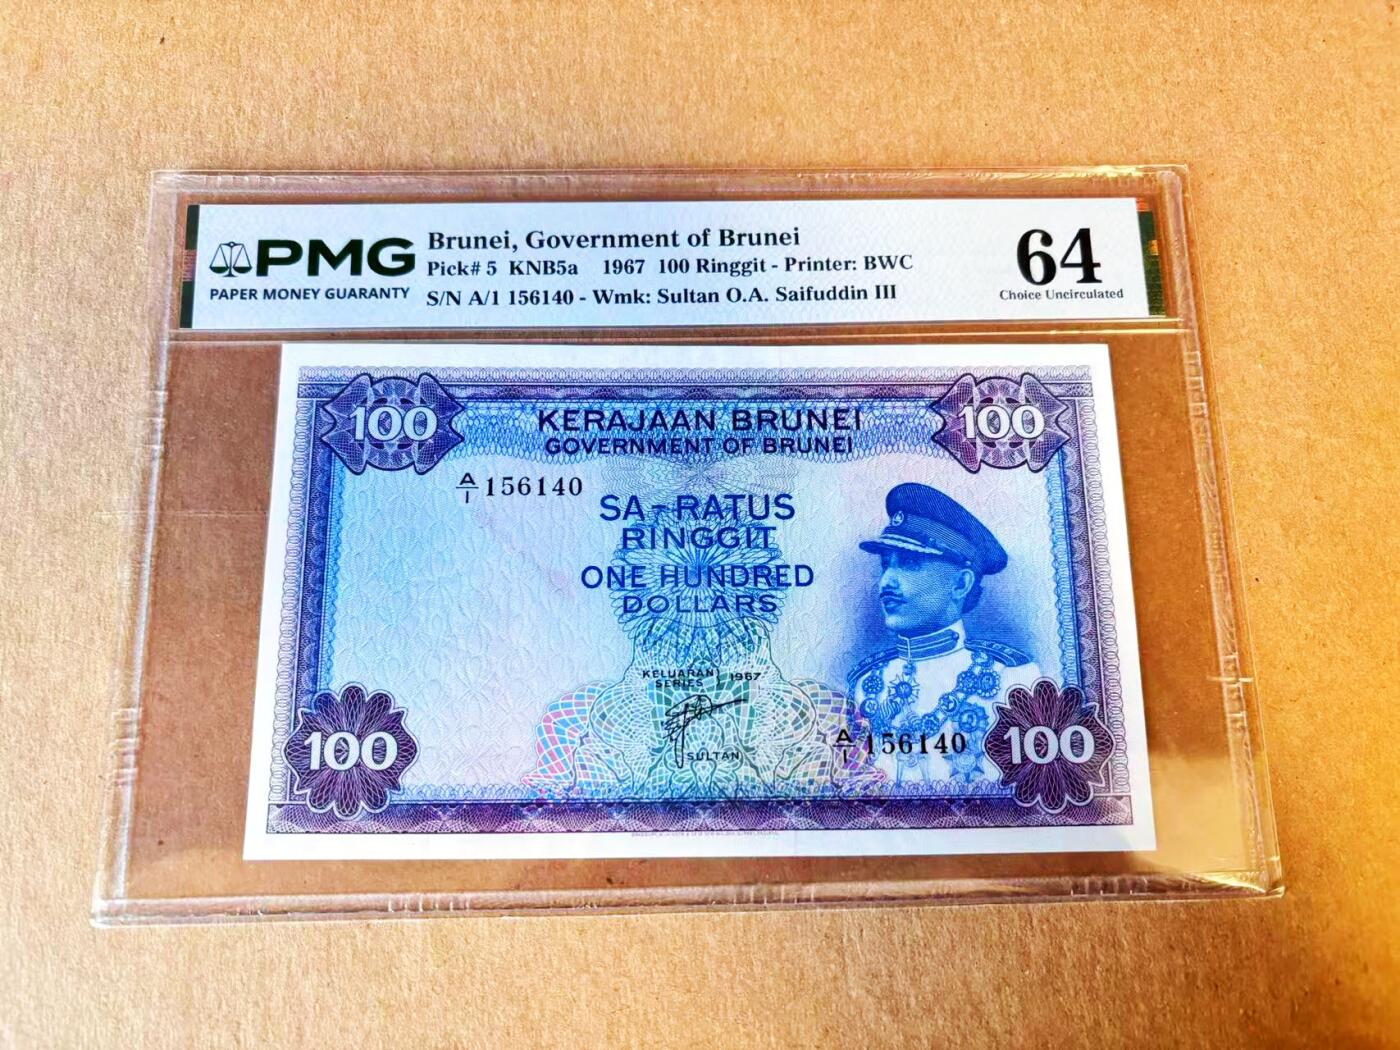 PMG
PAPER MONEY GUARANTY
Brunei, Government of Brunei
Pick# 5 KNB5a 1967 100 Ringgit - Printer: BWC
S/N A/1 156140 - Wmk: Sultan O.A. Saifuddin III
64
Choice Uncirculated
100
KERAJAAN BRUNEI
GOVERNMENT OF BRUNEI
100
A/1 156140
SA-RATUS
RINGGIT
ONE HUNDRED
DOLLARS
KELUARAN
SERIES } 1967
SULTAN
A/1 156140
100
100